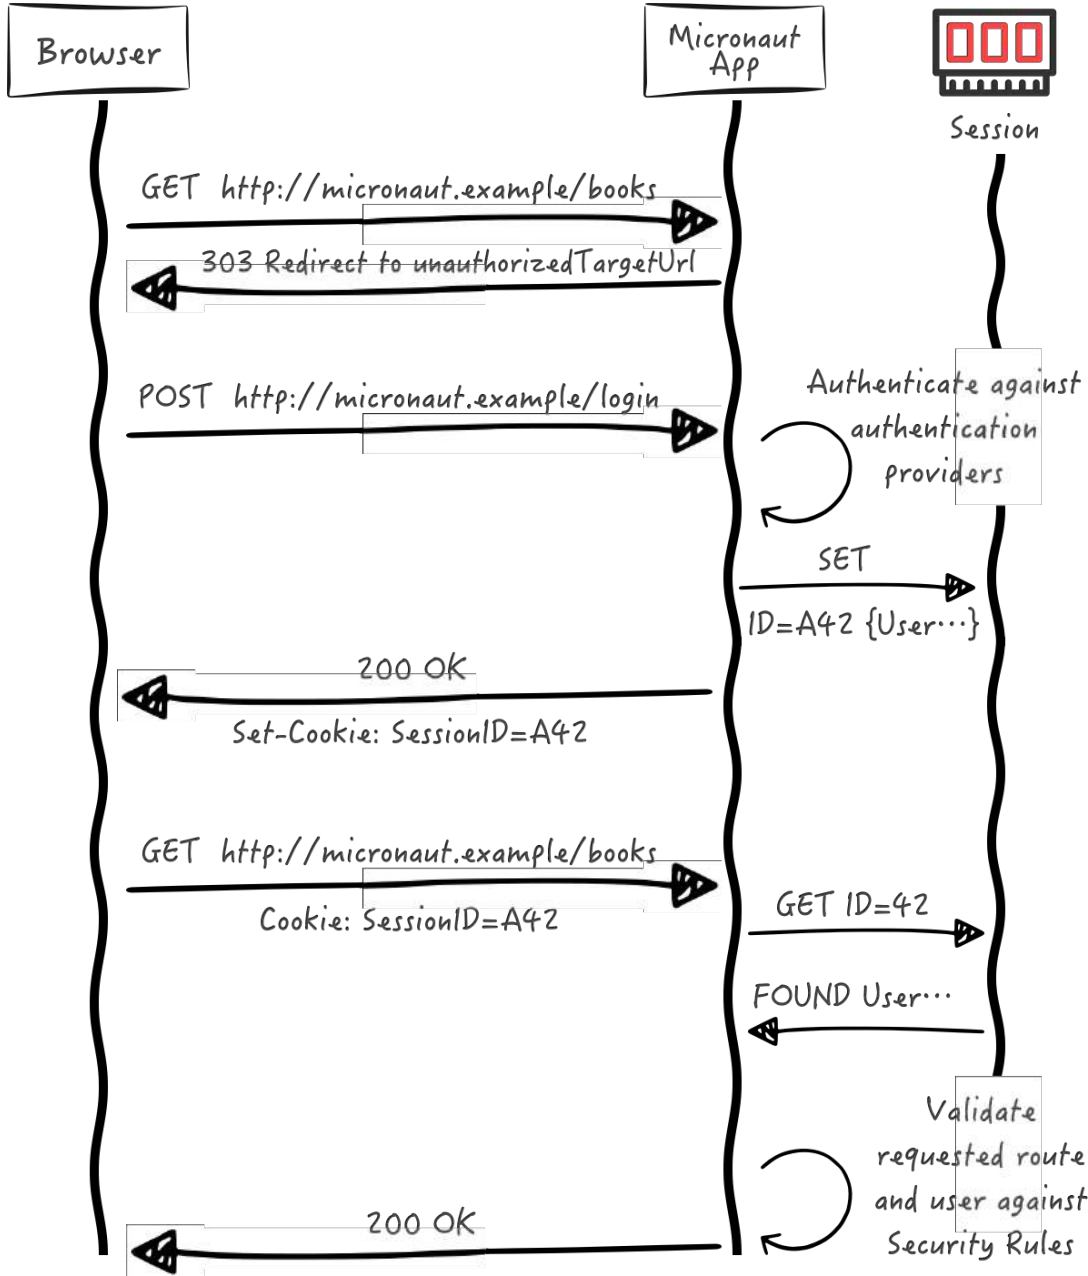 Browser
Micronaut
App
Session
GET http://micronaut.example/books
303 Redirect to unauthorizedTargetUrl
POST http://micronaut.example/login
Authenticate against
authentication
providers
SET
ID=A42 {User...}
200 OK
Set-Cookie: SessionID=A42
GET http://micronaut.example/books
Cookie: SessionID=A42
GET ID=42
FOUND User...
Validate
requested route
and user against
Security Rules
200 OK